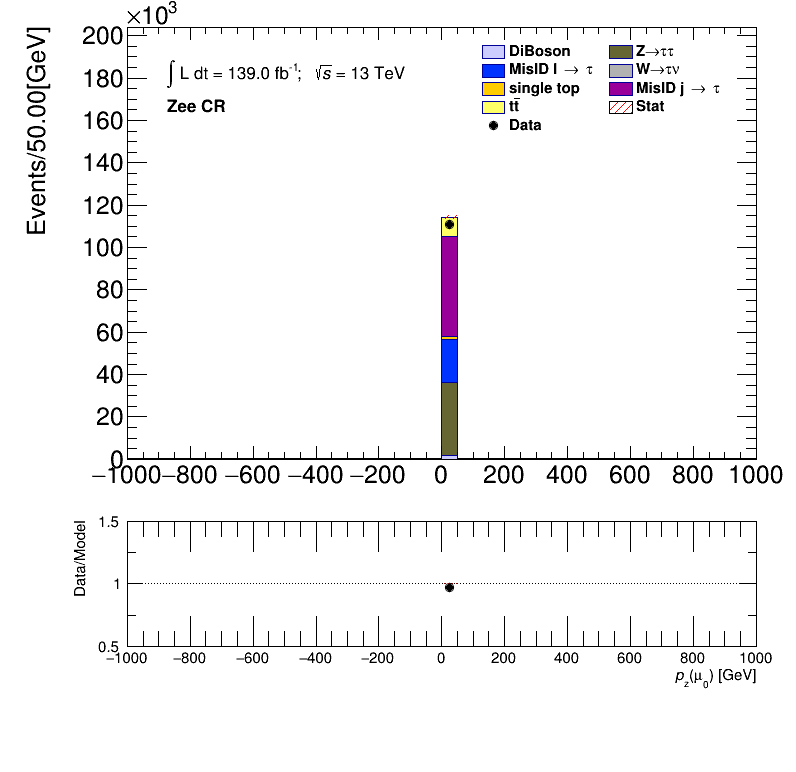 ×10³
Events/50.00[GeV]
200
180
160
140
120
100
80
60
40
20
0
∫ L dt = 139.0 fb⁻¹; √s = 13 TeV
Zee CR
DiBoson
Z→ττ
MisID l → τ
W→τν
single top
MisID j → τ
tt̄
Stat
Data
−1000 −800 −600 −400 −200 0 200 400 600 800 1000
Data/Model
1.5
1
0.5
−1000 −800 −600 −400 −200 0 200 400 600 800 1000
p_z(μ_0) [GeV]